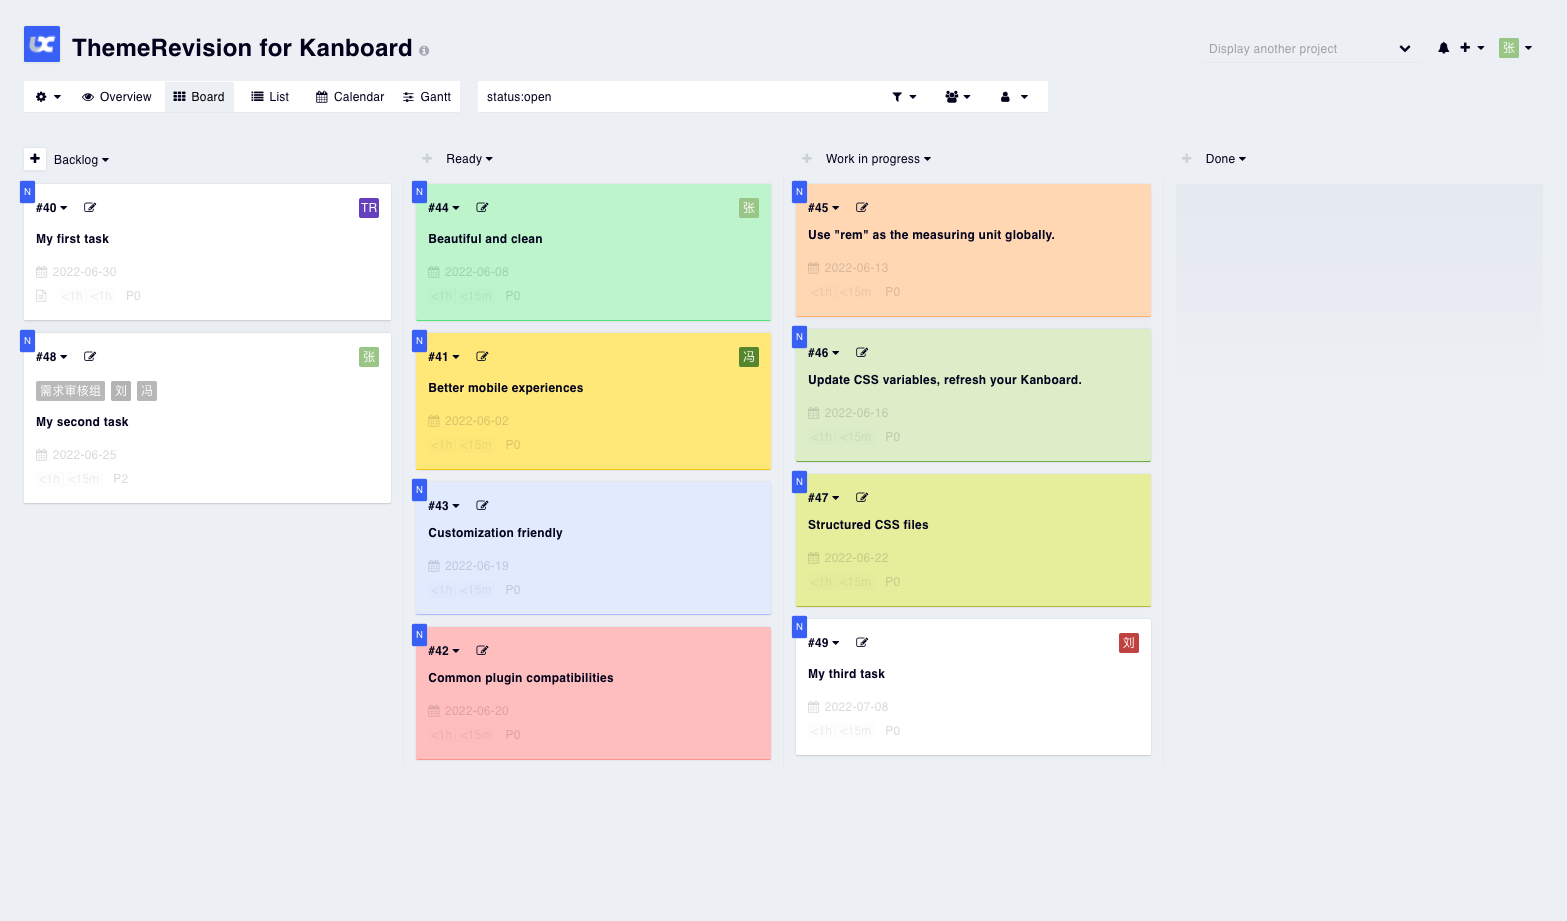 UC ThemeRevision for Kanboard
Display another project
张
Overview Board List Calendar Gantt
status:open
Backlog
N
#40 TR
My first task
2022-06-30
<1h <1h P0
N
#48 张
需求审核组 刘 冯
My second task
2022-06-25
<1h <15m P2
Ready
N
#44 张
Beautiful and clean
2022-06-08
<1h <15m P0
N
#41 冯
Better mobile experiences
2022-06-02
<1h <15m P0
N
#43
Customization friendly
2022-06-19
<1h <15m P0
N
#42
Common plugin compatibilities
2022-06-20
<1h <15m P0
Work in progress
N
#45
Use "rem" as the measuring unit globally.
2022-06-13
<1h <15m P0
N
#46
Update CSS variables, refresh your Kanboard.
2022-06-16
<1h <15m P0
N
#47
Structured CSS files
2022-06-22
<1h <15m P0
N
#49 刘
My third task
2022-07-08
<1h <15m P0
Done